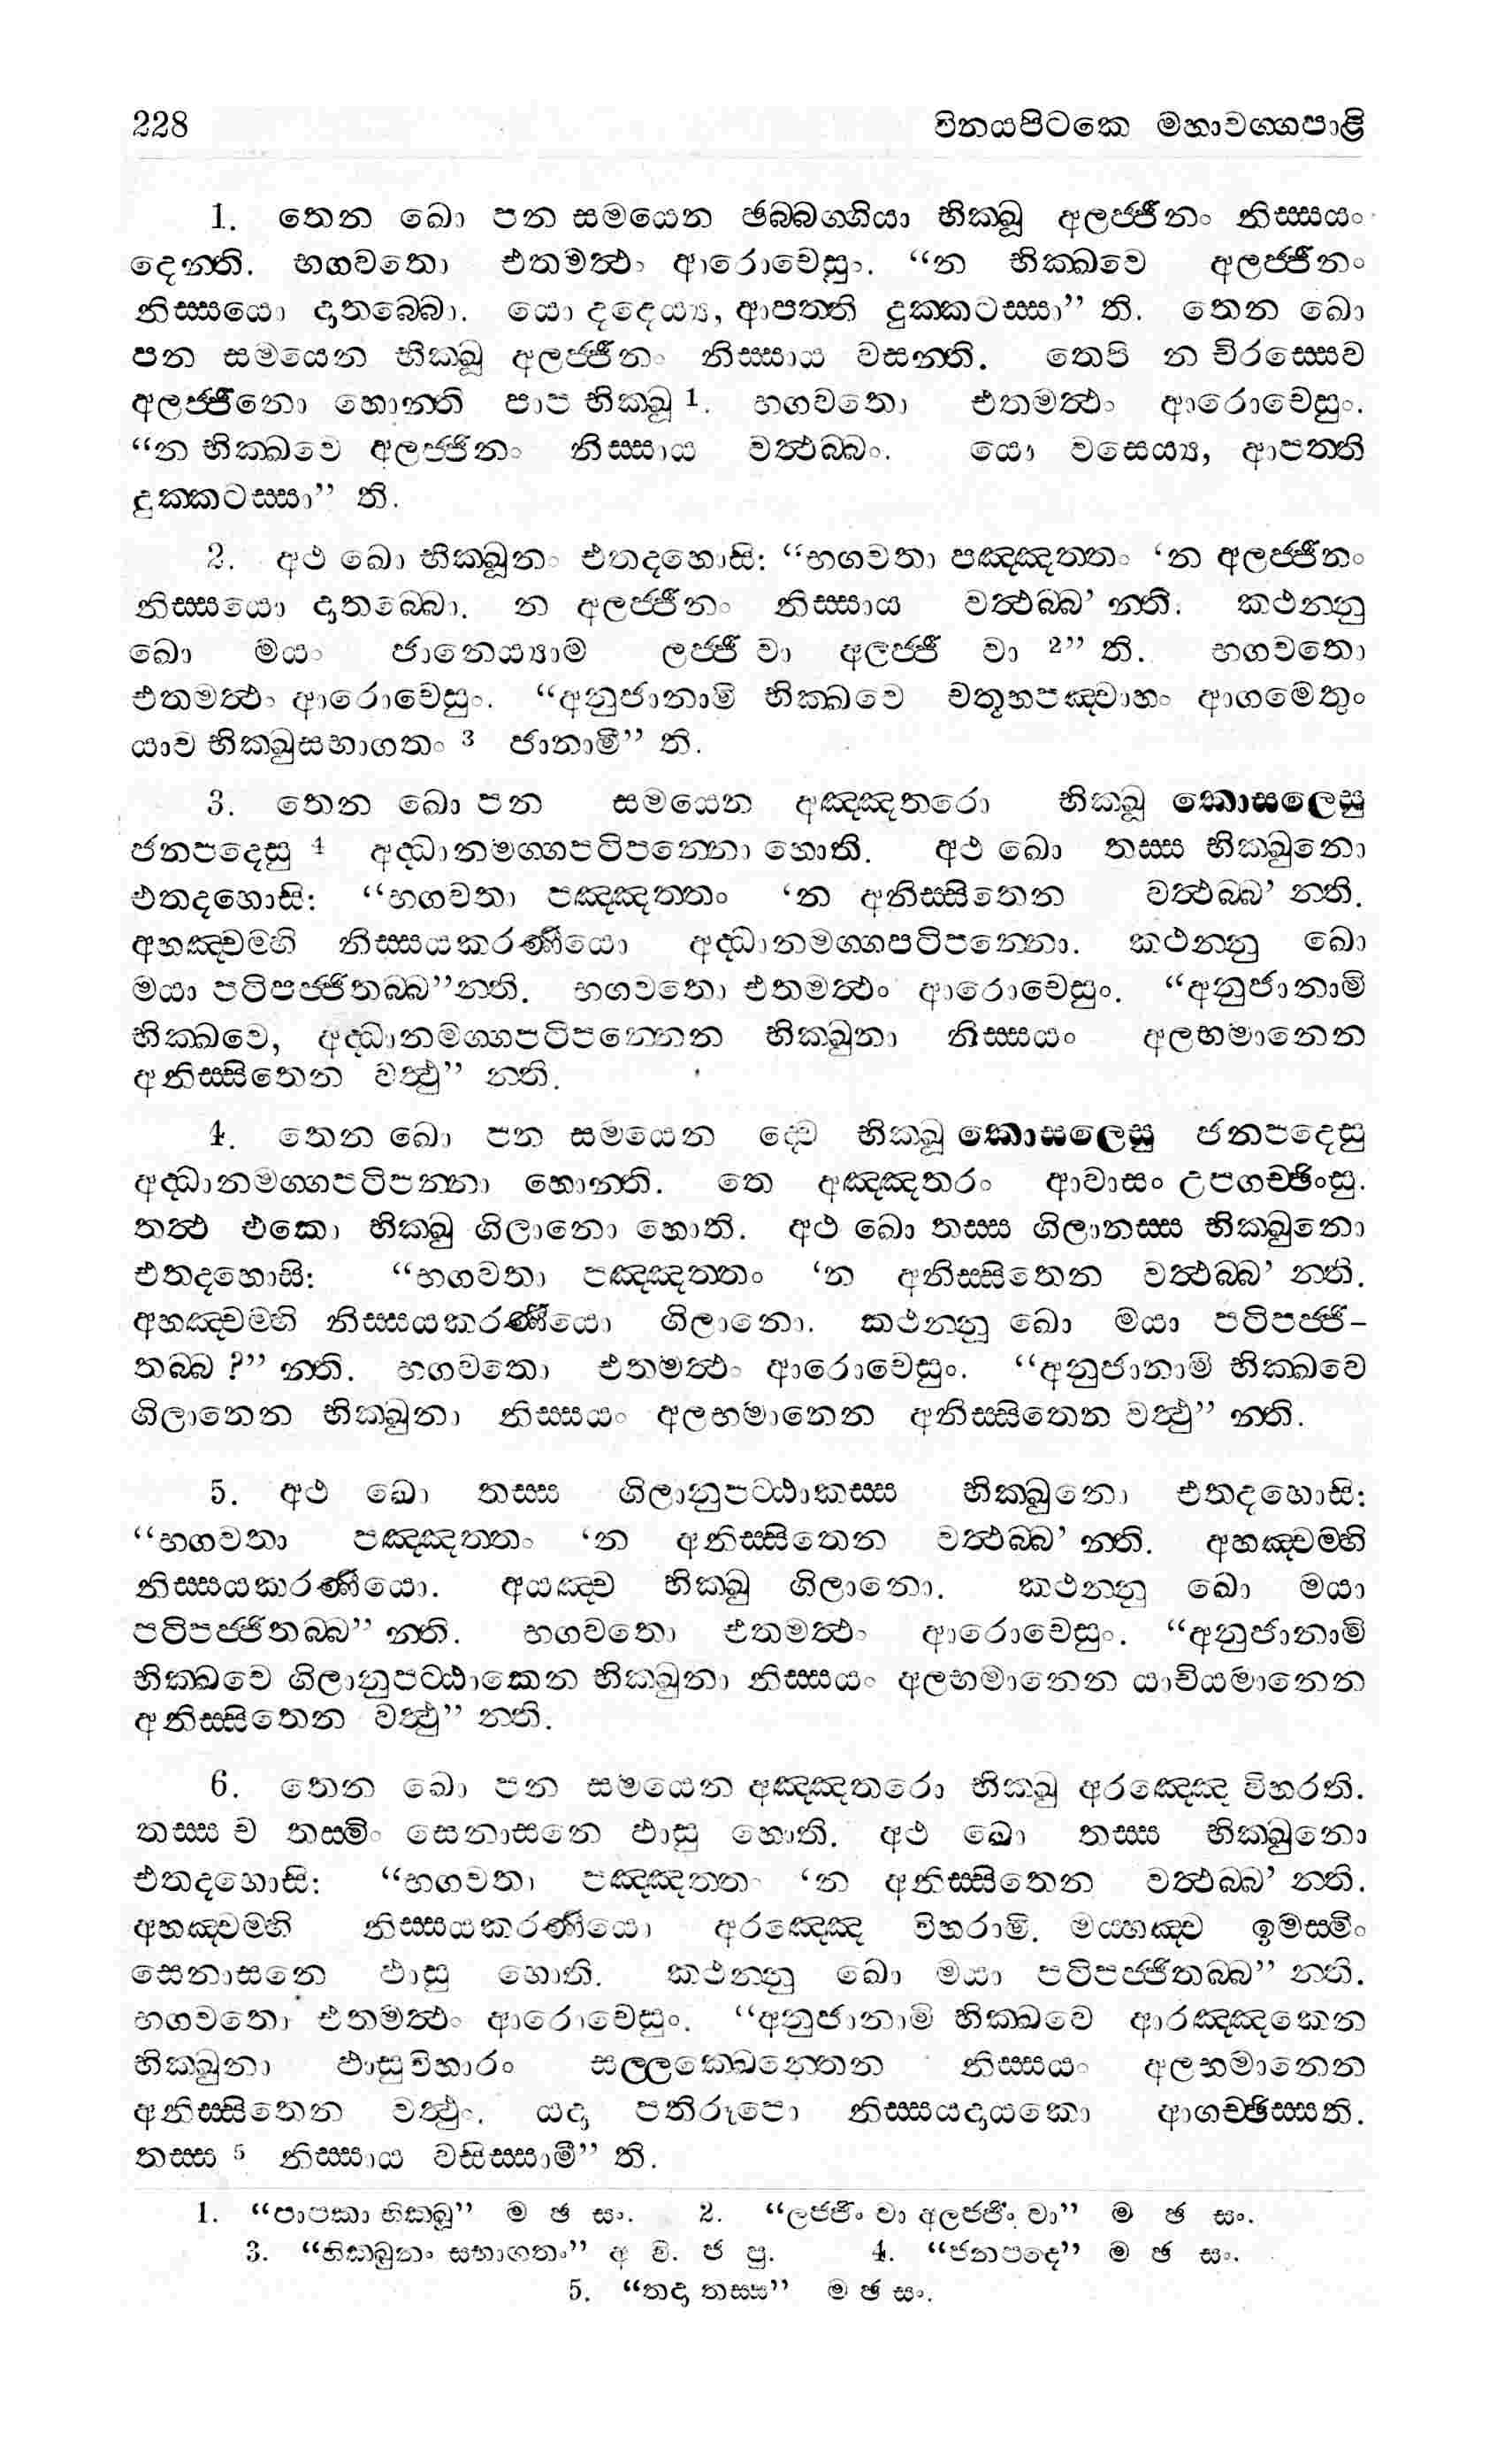 228 විනයපිටකෙ මහාවග්ගපාළි
1. තෙන ඛො පන සමයෙන ඡබ්බග්ගියා භික්ඛූ අලජ්ජීනං නිස්සයං
දෙන්ති. භගවතො එතමත්ථං ආරොචෙසුං. “න භික්ඛවෙ අලජ්ජීනං
නිස්සයො දාතබ්බො. යො දදෙය්‍ය, ආපත්ති දුක්කටස්සා” ති. තෙන ඛො
පන සමයෙන භික්ඛූ අලජ්ජීනං නිස්සාය වසන්ති. තෙපි න චිරස්සෙව
අලජ්ජිනො හොන්ති පාප භික්ඛූ 1. භගවතො එතමත්ථං ආරොචෙසුං.
“න භික්ඛවෙ අලජ්ජිනං නිස්සාය වත්ථබ්බං. යො වසෙය්‍ය, ආපත්ති
දුක්කටස්සා” ති.
2. අථ ඛො භික්ඛූනං එතදහොසි: “භගවතා පඤ්ඤත්තං ‘න අලජ්ජීනං
නිස්සයො දාතබ්බො. න අලජ්ජීනං නිස්සාය වත්ථබ්බ’ න්ති. කථන්නු
ඛො මයං ජානෙය්‍යාම ලජ්ජී වා අලජ්ජී වා 2” ති. භගවතො
එතමත්ථං ආරොචෙසුං. “අනුජානාමි භික්ඛවෙ චතූහපඤ්චාහං ආගමෙතුං
යාව භික්ඛුසභාගතං 3 ජානාමී” ති.
3. තෙන ඛො පන සමයෙන අඤ්ඤතරො භික්ඛු කොසලෙසු
ජනපදෙසු 4 අද්ධානමග්ගපටිපන්නො හොති. අථ ඛො තස්ස භික්ඛුනො
එතදහොසි: “භගවතා පඤ්ඤත්තං ‘න අනිස්සිතෙන වත්ථබ්බ’ න්ති.
අහඤ්චම්හි නිස්සයකරණීයො අද්ධානමග්ගපටිපන්නො. කථන්නු ඛො
මයා පටිපජ්ජිතබ්බ”න්ති. භගවතො එතමත්ථං ආරොචෙසුං. “අනුජානාමි
භික්ඛවෙ, අද්ධානමග්ගපටිපන්නෙන භික්ඛුනා නිස්සයං අලභමානෙන
අනිස්සිතෙන වත්ථු” න්ති.
4. තෙන ඛො පන සමයෙන ද්වෙ භික්ඛූ කොසලෙසු ජනපදෙසු
අද්ධානමග්ගපටිපන්නා හොන්ති. තෙ අඤ්ඤතරං ආවාසං උපගච්ඡිංසු.
තත්ථ එකො භික්ඛු ගිලානො හොති. අථ ඛො තස්ස ගිලානස්ස භික්ඛුනො
එතදහොසි: “භගවතා පඤ්ඤත්තං ‘න අනිස්සිතෙන වත්ථබ්බ’ න්ති.
අහඤ්චම්හි නිස්සයකරණීයො ගිලානො. කථන්නු ඛො මයා පටිපජ්ජි-
තබ්බ ?” න්ති. භගවතො එතමත්ථං ආරොචෙසුං. “අනුජානාමි භික්ඛවෙ
ගිලානෙන භික්ඛුනා නිස්සයං අලභමානෙන අනිස්සිතෙන වත්ථු” න්ති.
5. අථ ඛො තස්ස ගිලානුපට්ඨාකස්ස භික්ඛුනො එතදහොසි:
“භගවතා පඤ්ඤත්තං ‘න අනිස්සිතෙන වත්ථබ්බ’ න්ති. අහඤ්චම්හි
නිස්සයකරණීයො. අයඤ්ච භික්ඛු ගිලානො. කථන්නු ඛො මයා
පටිපජ්ජිතබ්බ” න්ති. භගවතො එතමත්ථං ආරොචෙසුං. “අනුජානාමි
භික්ඛවෙ ගිලානුපට්ඨාකෙන භික්ඛුනා නිස්සයං අලභමානෙන යාචියමානෙන
අනිස්සිතෙන වත්ථු” න්ති.
6. තෙන ඛො පන සමයෙන අඤ්ඤතරො භික්ඛු අරඤ්ඤෙ විහරති.
තස්ස ච තස්මිං සෙනාසනෙ ඵාසු හොති. අථ ඛො තස්ස භික්ඛුනො
එතදහොසි: “භගවතා පඤ්ඤත්තං ‘න අනිස්සිතෙන වත්ථබ්බ’ න්ති.
අහඤ්චම්හි නිස්සයකරණීයො අරඤ්ඤෙ විහරාමි. මය්හඤ්ච ඉමස්මිං
සෙනාසනෙ ඵාසු හොති. කථන්නු ඛො මයා පටිපජ්ජිතබ්බ” න්ති.
භගවතො එතමත්ථං ආරොචෙසුං. “අනුජානාමි භික්ඛවෙ ආරඤ්ඤකෙන
භික්ඛුනා ඵාසුවිහාරං සල්ලක්ඛෙන්තෙන නිස්සයං අලභමානෙන
අනිස්සිතෙන වත්ථුං. යදා පතිරූපො නිස්සයදායකො ආගච්ඡිස්සති.
තස්ස 5 නිස්සාය වසිස්සාමී” ති.
1. “පාපකා භික්ඛූ” ම ඡ සං. 2. “ලජ්ජිං වා අලජ්ජිං වා” ම ඡ සං.
3. “භික්ඛූනං සභාගතං” අ වි. ජ පු. 4. “ජනපදෙ” ම ඡ සං.
5. “තදා තස්ස” ම ඡ සං.